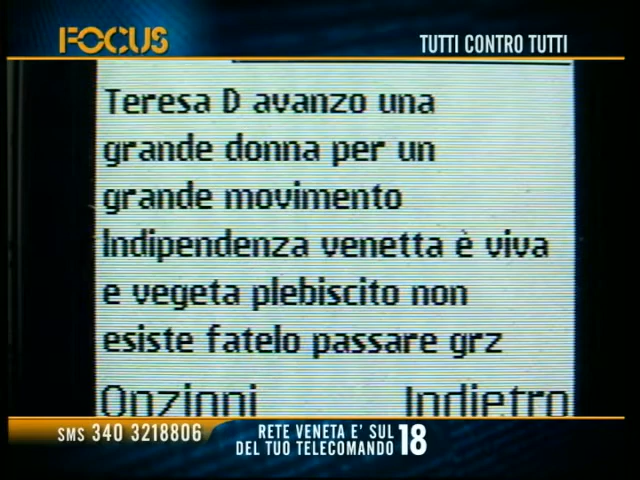 FOCUS
TUTTI CONTRO TUTTI
Teresa D avanzo una
grande donna per un
grande movimento
Indipendenza venetta è viva
e vegeta plebiscito non
esiste fatelo passare grz
Opzioni Indietro
SMS 340 3218806
RETE VENETA E' SUL
DEL TUO TELECOMANDO 18